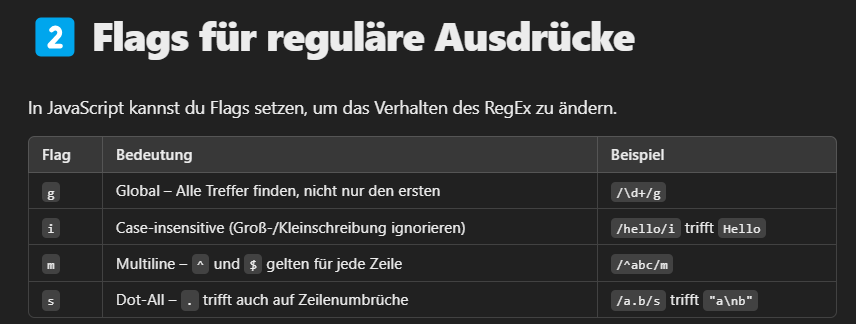 2 Flags für reguläre Ausdrücke
In JavaScript kannst du Flags setzen, um das Verhalten des RegEx zu ändern.
Flag Bedeutung Beispiel
g Global – Alle Treffer finden, nicht nur den ersten /\d+/g
i Case-insensitive (Groß-/Kleinschreibung ignorieren) /hello/i trifft Hello
m Multiline – ^ und $ gelten für jede Zeile /^abc/m
s Dot-All – . trifft auch auf Zeilenumbrüche /a.b/s trifft "a\nb"